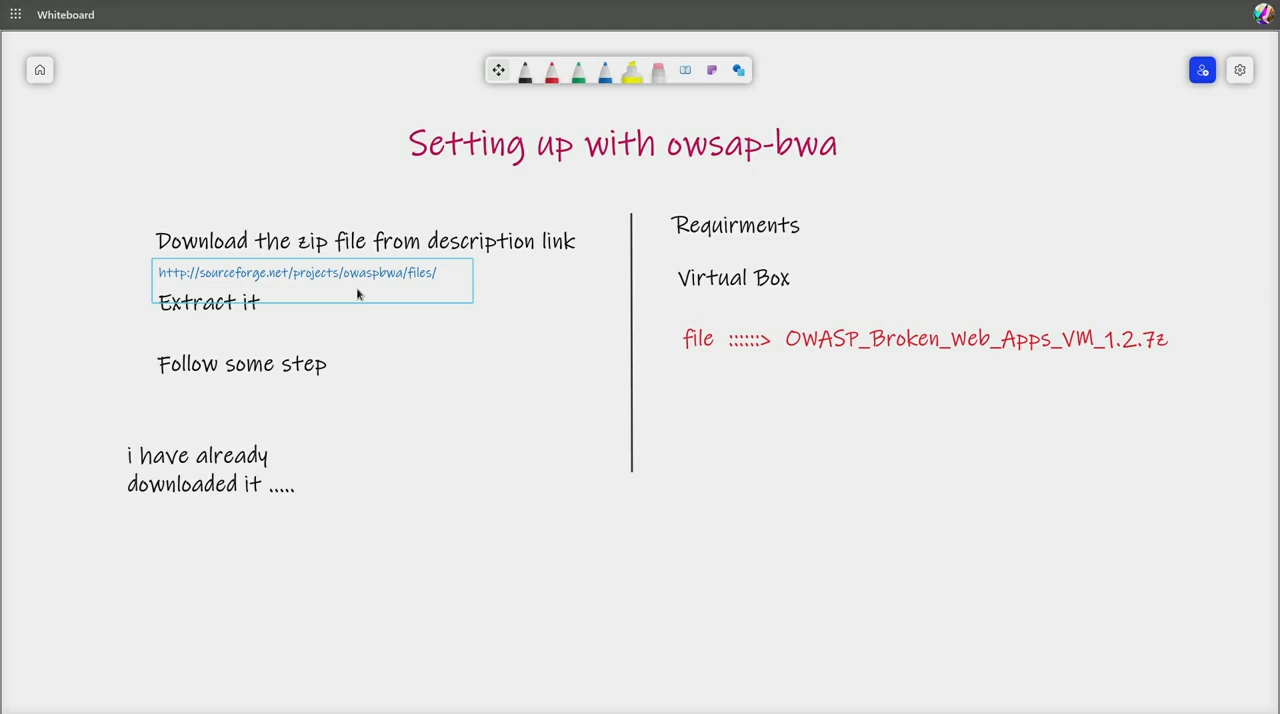 Whiteboard
Setting up with owsap-bwa
Download the zip file from description link
http://sourceforge.net/projects/owaspbwa/files/
Extract it
Follow some step
i have already
downloaded it .....
Requirments
Virtual Box
file ::::::> OWASP_Broken_Web_Apps_VM_1.2.7z